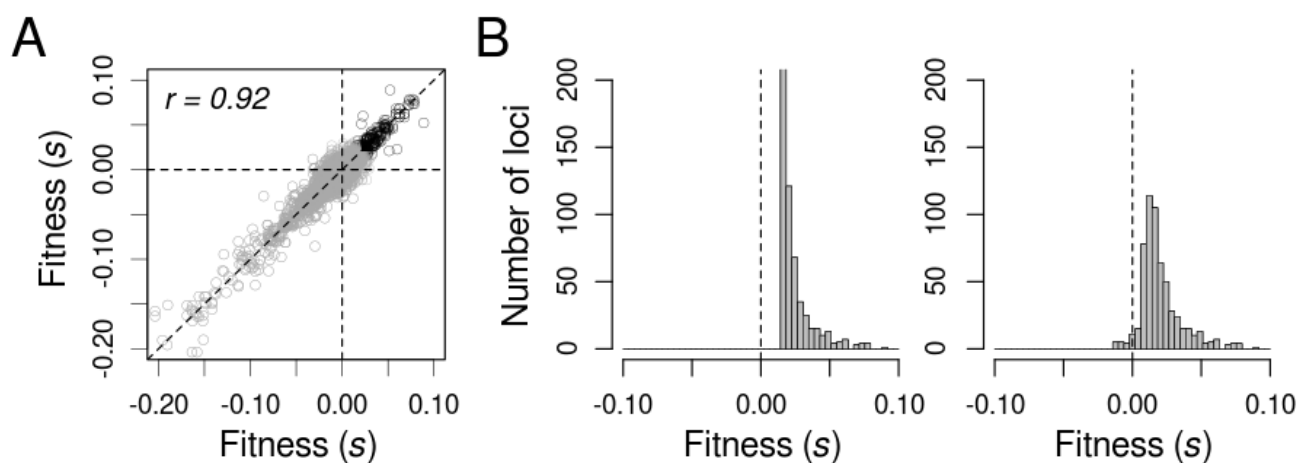 A
Fitness (s)
0.10
0.00
-0.10
-0.20
r = 0.92
-0.20 -0.10 0.00 0.10
Fitness (s)
B
Number of loci
200
150
100
50
0
-0.10 0.00 0.10
Fitness (s)
200
150
100
50
0
-0.10 0.00 0.10
Fitness (s)